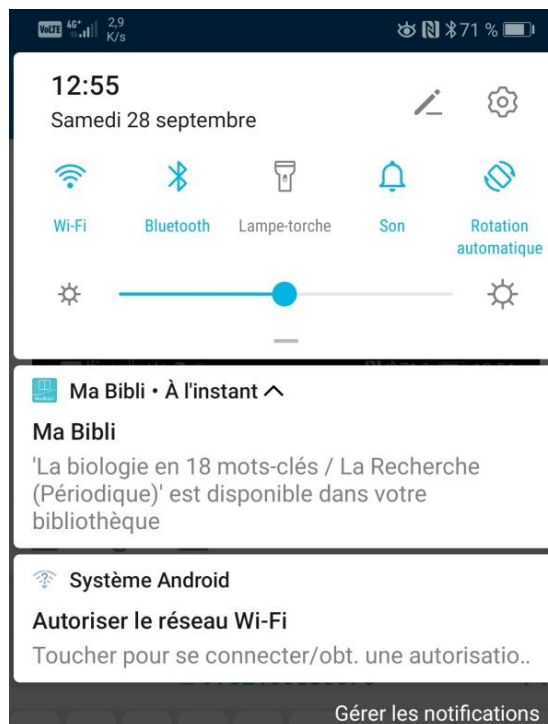 VoLTE 4G+ 2,9 K/s 71 %
12:55
Samedi 28 septembre
Wi-Fi Bluetooth Lampe-torche Son Rotation automatique
Ma Bibli • À l'instant
Ma Bibli
'La biologie en 18 mots-clés / La Recherche
(Périodique)' est disponible dans votre
bibliothèque
Système Android
Autoriser le réseau Wi-Fi
Toucher pour se connecter/obt. une autorisatio..
Gérer les notifications